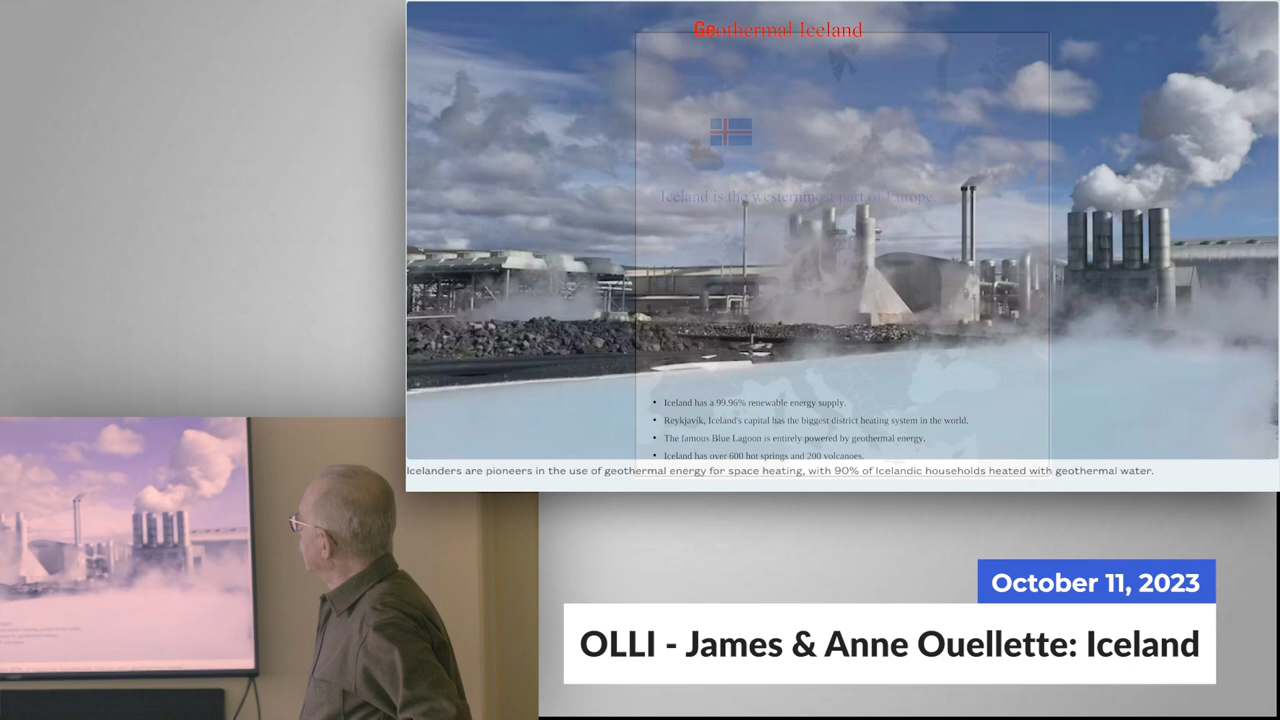 Geothermal Iceland
Iceland is the westernmost part of Europe.
• Iceland has a 99.96% renewable energy supply.
• Reykjavik, Iceland's capital has the biggest district heating system in the world.
• The famous Blue Lagoon is entirely powered by geothermal energy.
• Iceland has over 600 hot springs and 200 volcanoes.
Icelanders are pioneers in the use of geothermal energy for space heating, with 90% of Icelandic households heated with geothermal water.
October 11, 2023
OLLI - James & Anne Ouellette: Iceland